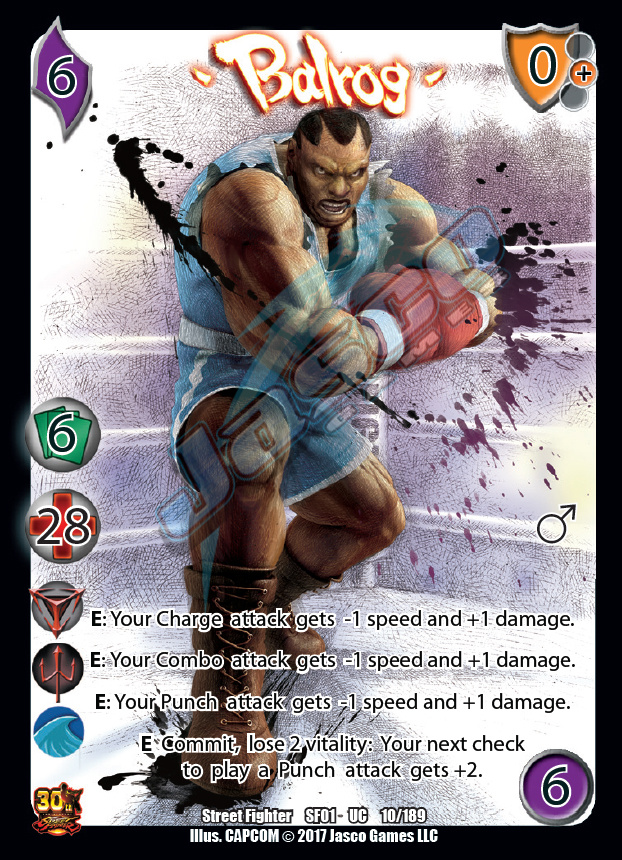 6
Balrog
0
+
6
28
E: Your Charge attack gets -1 speed and +1 damage.
E: Your Combo attack gets -1 speed and +1 damage.
E: Your Punch attack gets -1 speed and +1 damage.
E Commit, lose 2 vitality: Your next check
to play a Punch attack gets +2.
6
30th
Street Fighter SF01 - UC 10/189
Illus. CAPCOM © 2017 Jasco Games LLC